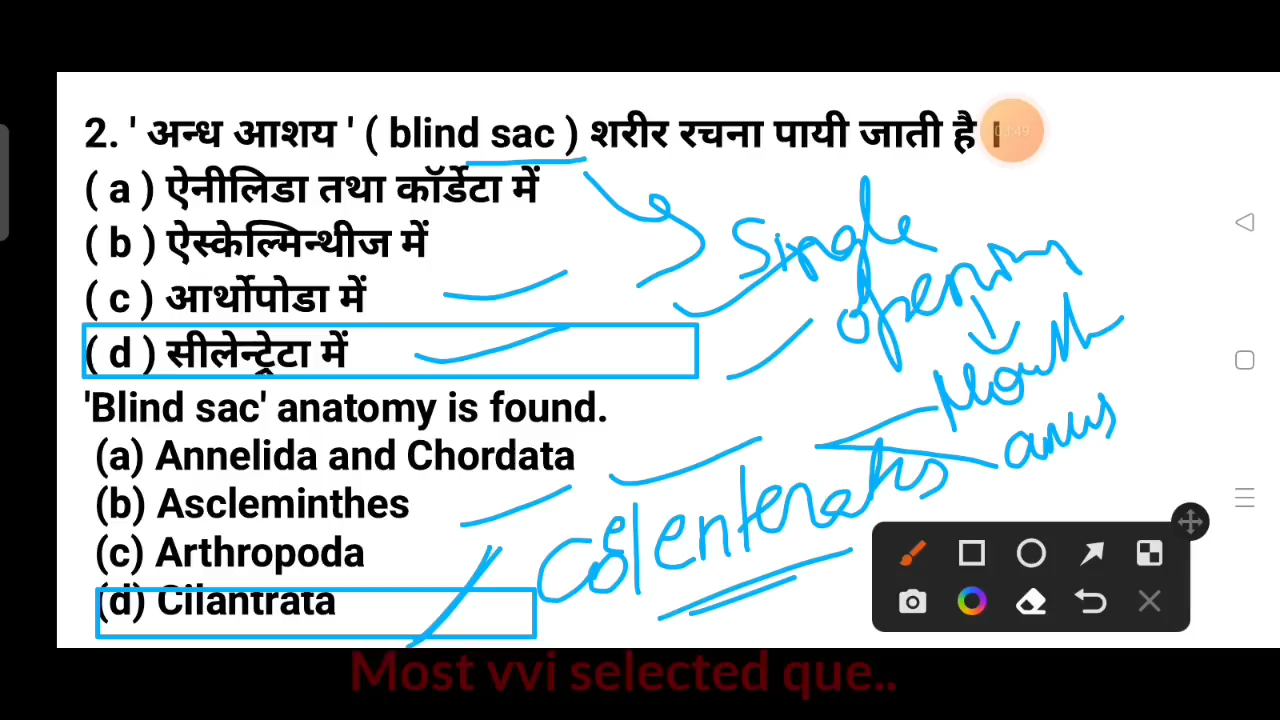 2. ' अन्ध आशय ' ( blind sac ) शरीर रचना पायी जाती है ।
( a ) ऐनीलिडा तथा कॉर्डेटा में
( b ) ऐस्केल्मिन्थीज में
( c ) आर्थोपोडा में
( d ) सीलेन्ट्रेटा में
'Blind sac' anatomy is found.
(a) Annelida and Chordata
(b) Ascleminthes
(c) Arthropoda
(d) Cilantrata
Single
opening
Mouth
anus
Most vvi selected que..